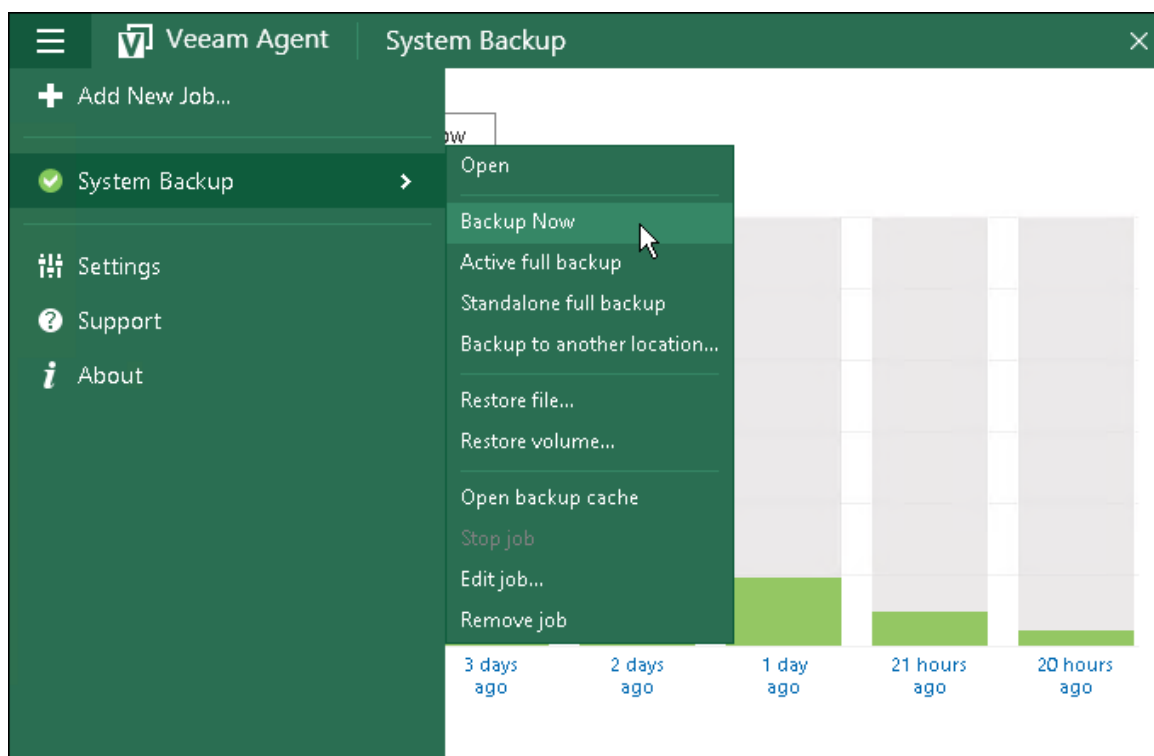 Veeam Agent
System Backup
Add New Job...
ow
System Backup
Settings
Support
About
Open
Backup Now
Active full backup
Standalone full backup
Backup to another location...
Restore file...
Restore volume...
Open backup cache
Stop job
Edit job...
Remove job
3 days
ago
2 days
ago
1 day
ago
21 hours
ago
20 hours
ago